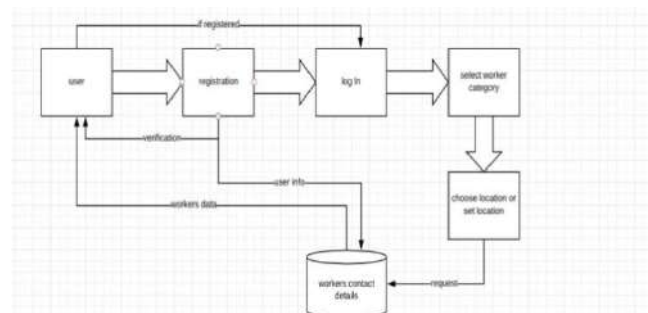 if registered
user
registration
log In
select worker
category
verification
user info
workers data
choose location or
set location
workers contact
details
request